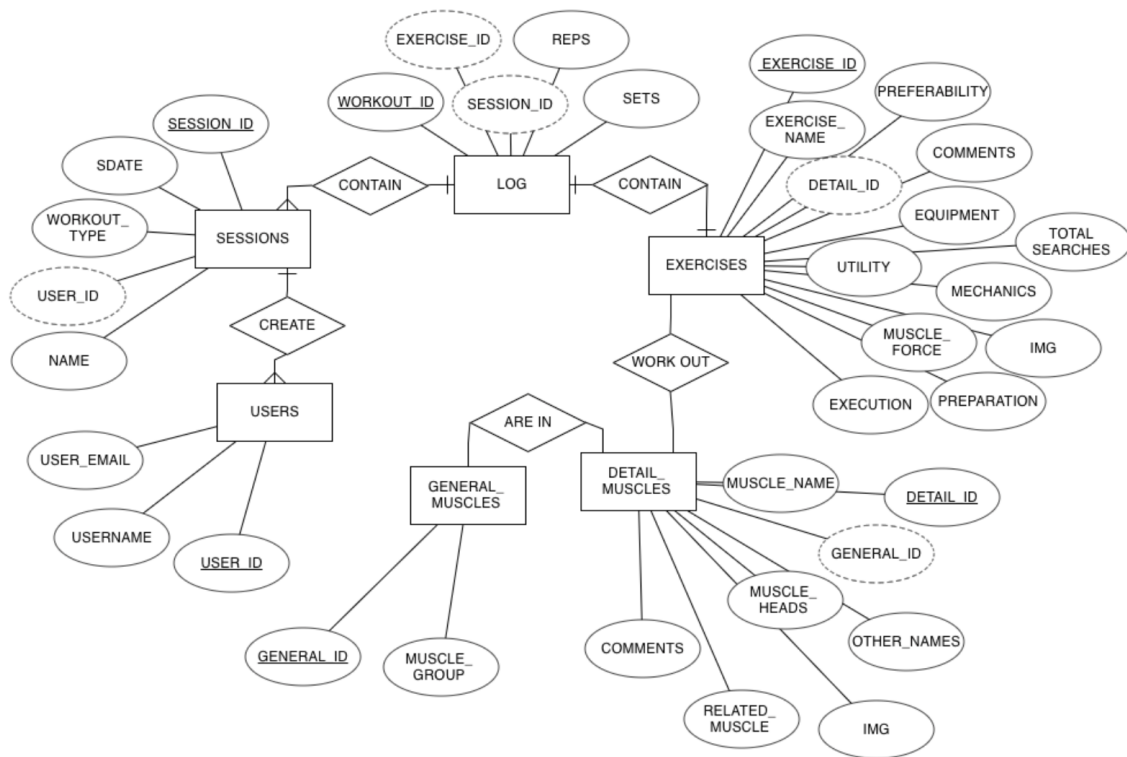 EXERCISE_ID
REPS
WORKOUT_ID
SESSION_ID
SETS
EXERCISE_ID
PREFERABILITY
EXERCISE_
NAME
COMMENTS
DETAIL_ID
EQUIPMENT
TOTAL
SEARCHES
UTILITY
MECHANICS
MUSCLE_
FORCE
IMG
EXECUTION
PREPARATION
SESSION_ID
SDATE
WORKOUT_
TYPE
USER_ID
NAME
SESSIONS
CONTAIN
LOG
CONTAIN
EXERCISES
CREATE
WORK OUT
USERS
ARE IN
USER_EMAIL
USERNAME
USER_ID
GENERAL_
MUSCLES
DETAIL_
MUSCLES
MUSCLE_NAME
DETAIL_ID
GENERAL_ID
MUSCLE_
HEADS
OTHER_NAMES
COMMENTS
RELATED_
MUSCLE
IMG
GENERAL_ID
MUSCLE_
GROUP